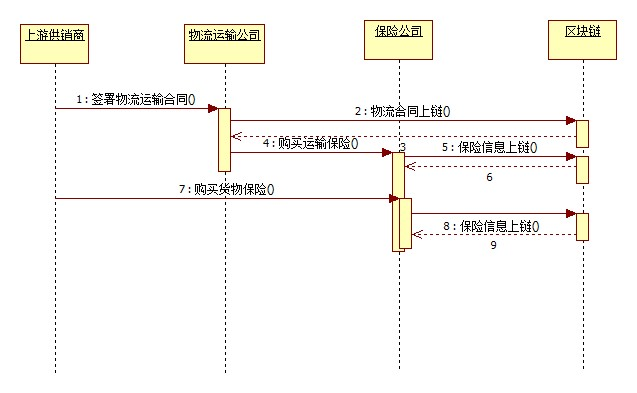 上游供销商
物流运输公司
保险公司
区块链
1 : 签署物流运输合同()
2 : 物流合同上链()
3
4 : 购买运输保险()
5 : 保险信息上链()
6
7 : 购买货物保险()
8 : 保险信息上链()
9